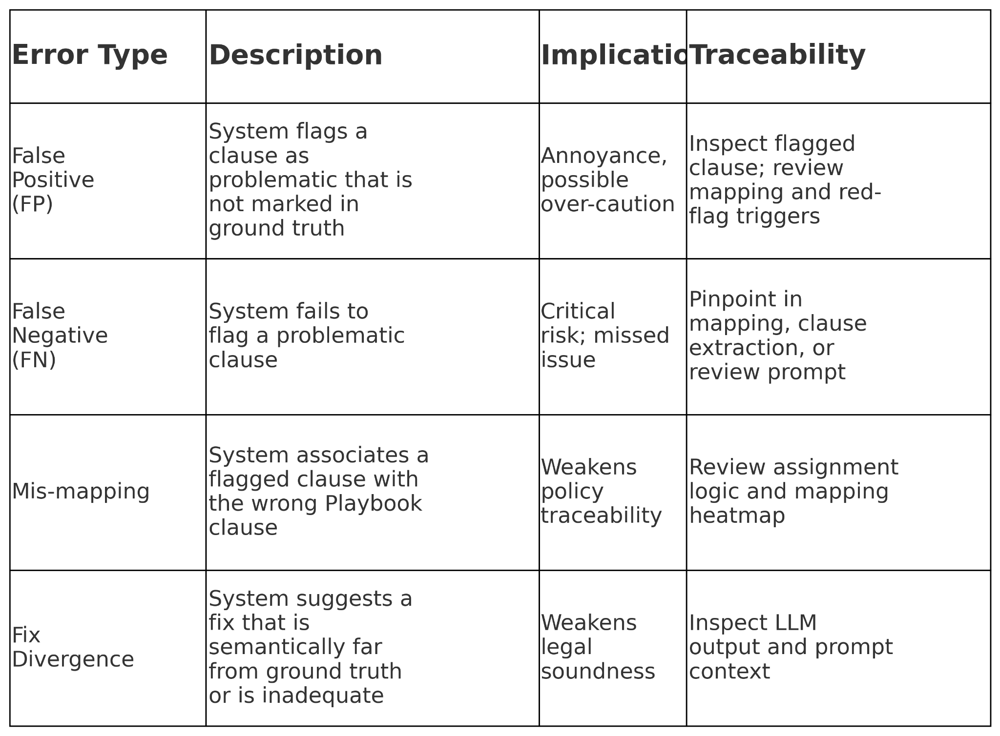 Error Type
Description
Implicatio
Traceability
False
Positive
(FP)
System flags a
clause as
problematic that is
not marked in
ground truth
Annoyance,
possible
over-caution
Inspect flagged
clause; review
mapping and red-
flag triggers
False
Negative
(FN)
System fails to
flag a problematic
clause
Critical
risk; missed
issue
Pinpoint in
mapping, clause
extraction, or
review prompt
Mis-mapping
System associates a
flagged clause with
the wrong Playbook
clause
Weakens
policy
traceability
Review assignment
logic and mapping
heatmap
Fix
Divergence
System suggests a
fix that is
semantically far
from ground truth
or is inadequate
Weakens
legal
soundness
Inspect LLM
output and prompt
context